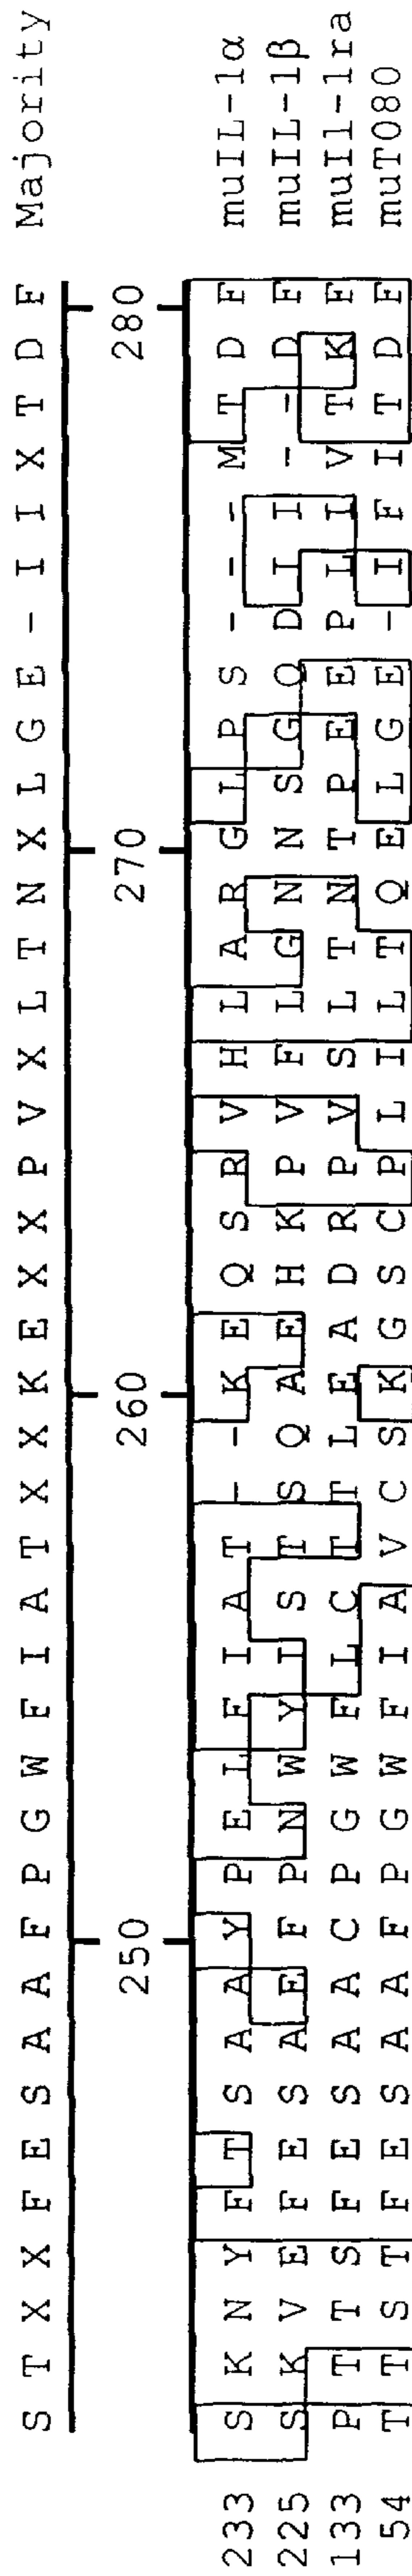 S T X X F E S A A F P G W F I A T X X K E X X P V X L T N X L G E - I I X T D F Majority
250 260 270 280
233 S K N Y F T S A A Y P E L F I A T - - K E Q S R V H L A R G L P S - - - M T D F muIL-1α
225 S K V E F E S A E F P N W Y I S T S Q A E H K P V F L G N N S G Q D I I - - D F muIL-1β
133 P T T S F E S A A C P G W F L C T T L E A D R P V S L T N T P E E P L I V T K F muIl-1ra
54 T T S T F E S A A F P G W F I A V C S K G S C P L I L T Q E L G E - I F I T D F muT080